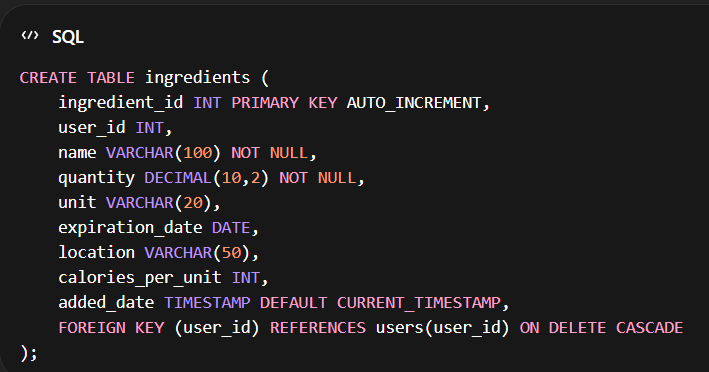 SQL
CREATE TABLE ingredients (
    ingredient_id INT PRIMARY KEY AUTO_INCREMENT,
    user_id INT,
    name VARCHAR(100) NOT NULL,
    quantity DECIMAL(10,2) NOT NULL,
    unit VARCHAR(20),
    expiration_date DATE,
    location VARCHAR(50),
    calories_per_unit INT,
    added_date TIMESTAMP DEFAULT CURRENT_TIMESTAMP,
    FOREIGN KEY (user_id) REFERENCES users(user_id) ON DELETE CASCADE
);